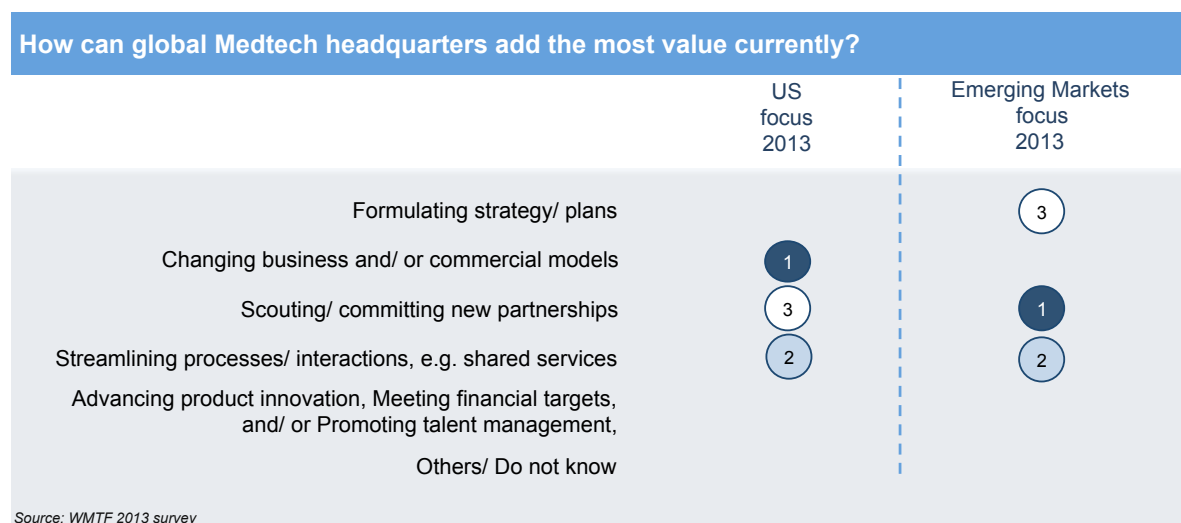 How can global Medtech headquarters add the most value currently?
US
focus
2013
Emerging Markets
focus
2013
Formulating strategy/ plans
3
Changing business and/ or commercial models
1
Scouting/ committing new partnerships
3
1
Streamlining processes/ interactions, e.g. shared services
2
2
Advancing product innovation, Meeting financial targets,
and/ or Promoting talent management,
Others/ Do not know
Source: WMTF 2013 survey